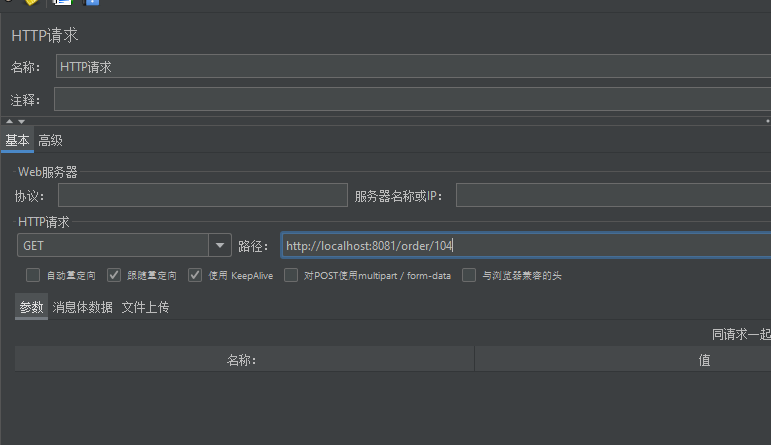 HTTP请求
名称： HTTP请求
注释：
基本 高级
Web服务器
协议： 服务器名称或IP：
HTTP请求
GET 路径： http://localhost:8081/order/104
自动重定向 跟随重定向 使用 KeepAlive 对POST使用multipart / form-data 与浏览器兼容的头
参数 消息体数据 文件上传
同请求一起
名称： 值